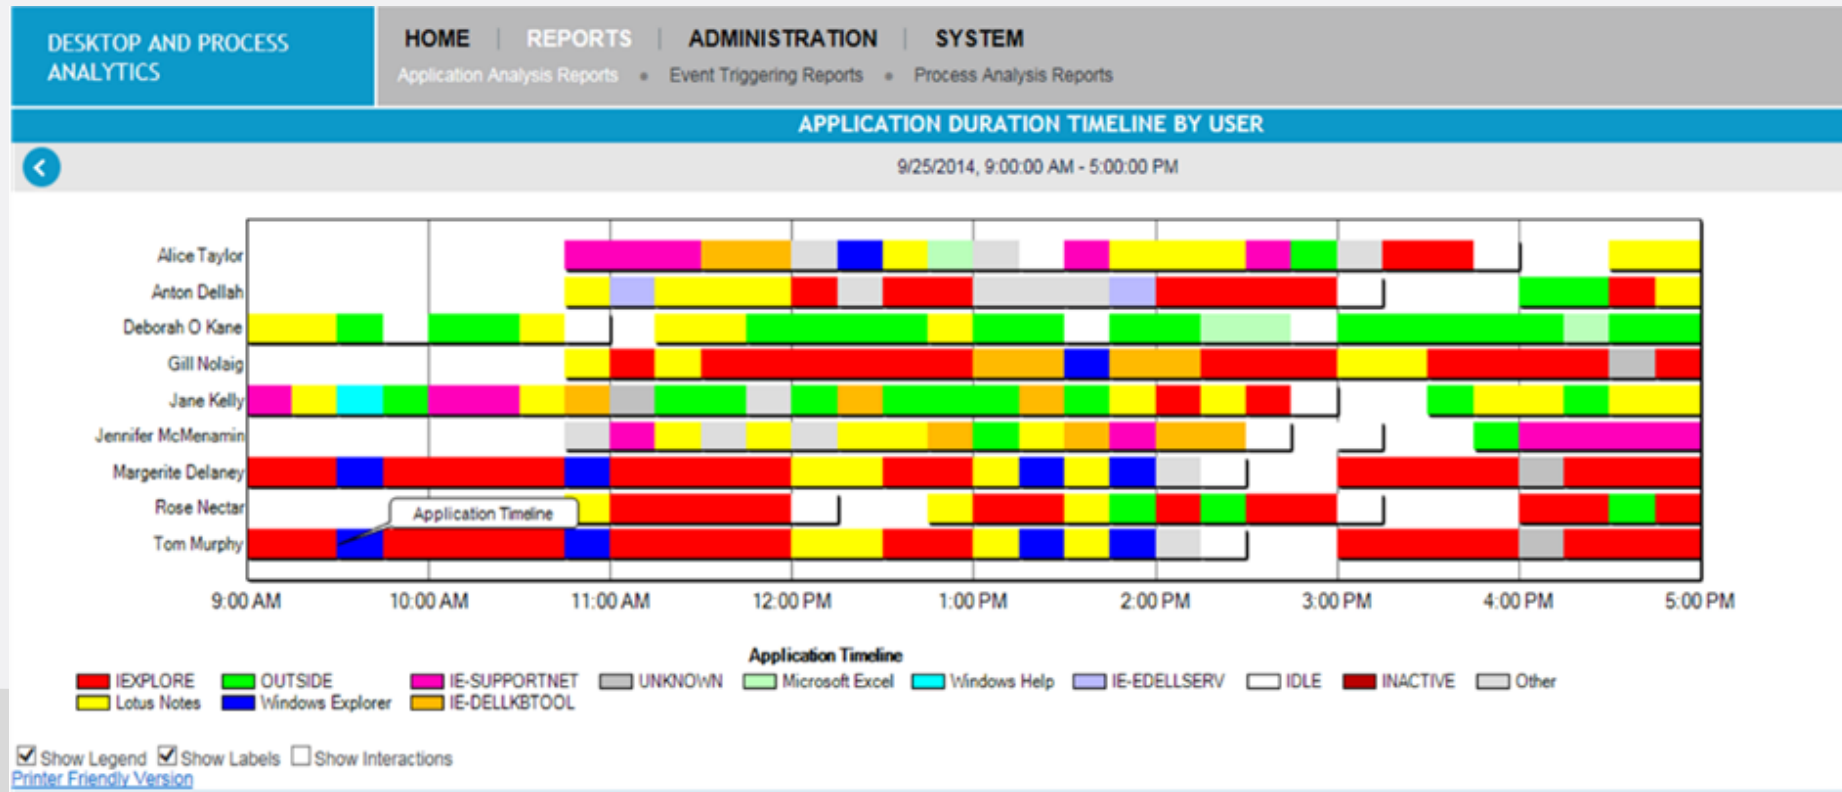 DESKTOP AND PROCESS
ANALYTICS
HOME | REPORTS | ADMINISTRATION | SYSTEM
Application Analysis Reports • Event Triggering Reports • Process Analysis Reports
APPLICATION DURATION TIMELINE BY USER
9/25/2014, 9:00:00 AM - 5:00:00 PM
Alice Taylor
Anton Dellah
Deborah O Kane
Gill Nolaig
Jane Kelly
Jennifer McMenamin
Margerite Delaney
Rose Nectar
Application Timeline
Tom Murphy
9:00 AM 10:00 AM 11:00 AM 12:00 PM 1:00 PM 2:00 PM 3:00 PM 4:00 PM 5:00 PM
Application Timeline
IEXPLORE OUTSIDE IE-SUPPORTNET UNKNOWN Microsoft Excel Windows Help IE-EDELLSERV IDLE INACTIVE Other
Lotus Notes Windows Explorer IE-DELLKBTOOL
Show Legend Show Labels Show Interactions
Printer Friendly Version